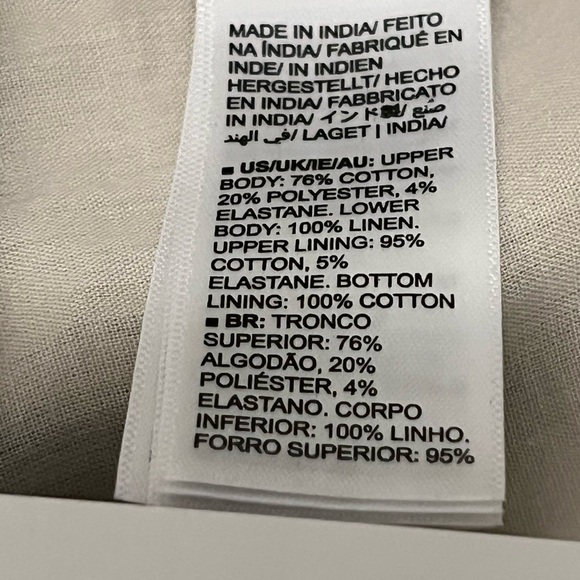 MADE IN INDIA/ FEITO
NA ÍNDIA/ FABRIQUÉ EN
INDE/ IN INDIEN
HERGESTELLT/ HECHO
EN INDIA/ FABBRICATO
IN INDIA/ インド製/ صُنع
في الهند/ LAGET I INDIA/
■ US/UK/IE/AU: UPPER
BODY: 76% COTTON,
20% POLYESTER, 4%
ELASTANE. LOWER
BODY: 100% LINEN.
UPPER LINING: 95%
COTTON, 5%
ELASTANE. BOTTOM
LINING: 100% COTTON
■ BR: TRONCO
SUPERIOR: 76%
ALGODÃO, 20%
POLIÉSTER, 4%
ELASTANO. CORPO
INFERIOR: 100% LINHO.
FORRO SUPERIOR: 95%